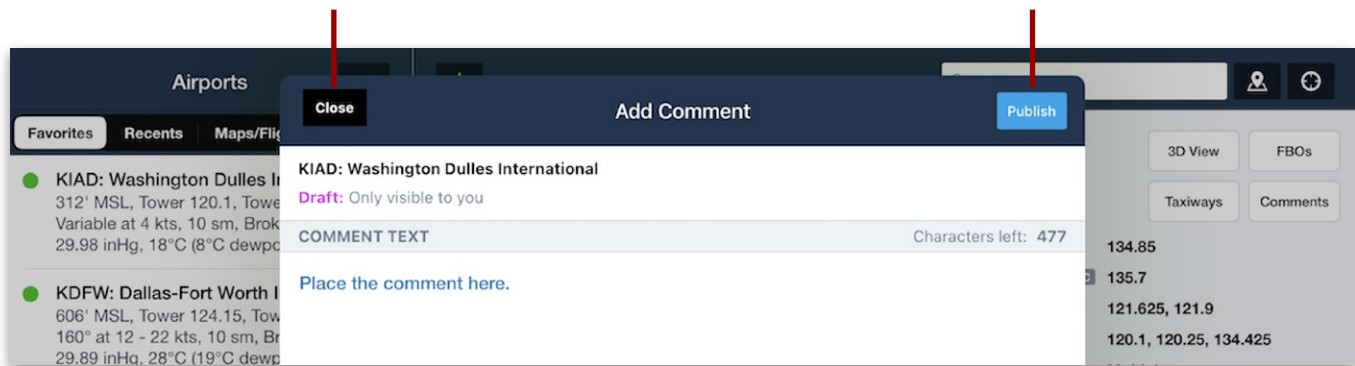 Airports
Favorites Recents Maps/Flig
KIAD: Washington Dulles I
312' MSL, Tower 120.1, Towe
Variable at 4 kts, 10 sm, Brok
29.98 inHg, 18°C (8°C dewpo
KDFW: Dallas-Fort Worth I
606' MSL, Tower 124.15, Tow
160° at 12 - 22 kts, 10 sm, Br
29.89 inHg, 28°C (19°C dewp
Close Add Comment Publish
KIAD: Washington Dulles International
Draft: Only visible to you
COMMENT TEXT Characters left: 477
Place the comment here.
3D View FBOs
Taxiways Comments
134.85
135.7
121.625, 121.9
120.1, 120.25, 134.425